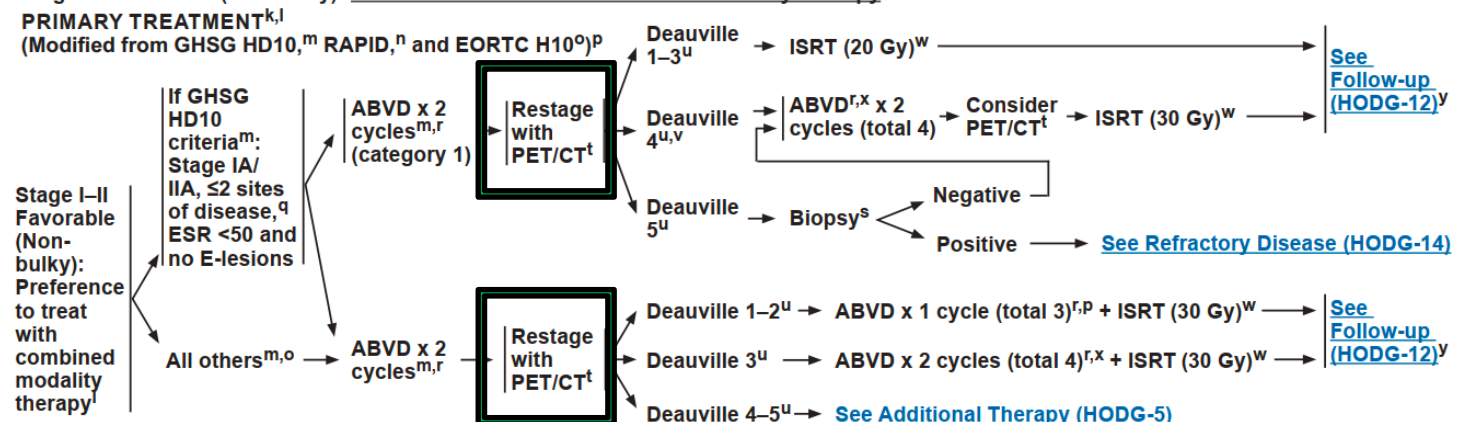 PRIMARY TREATMENTk,l
(Modified from GHSG HD10,m RAPID,n and EORTC H10o)p
Stage I–II
Favorable
(Non-
bulky):
Preference
to treat
with
combined
modality
therapyl
If GHSG
HD10
criteriam:
Stage IA/
IIA, ≤2 sites
of disease,q
ESR <50 and
no E-lesions
All othersm,o
ABVD x 2
cyclesm,r
(category 1)
Restage
with
PET/CTt
Deauville
1–3u
ISRT (20 Gy)w
Deauville
4u,v
ABVDr,x x 2
cycles (total 4)
Consider
PET/CTt
ISRT (30 Gy)w
See
Follow-up
(HODG-12)y
Deauville
5u
Biopsys
Negative
Positive
See Refractory Disease (HODG-14)
ABVD x 2
cyclesm,r
Restage
with
PET/CTt
Deauville 1–2u
ABVD x 1 cycle (total 3)r,p + ISRT (30 Gy)w
Deauville 3u
ABVD x 2 cycles (total 4)r,x + ISRT (30 Gy)w
See
Follow-up
(HODG-12)y
Deauville 4–5u
See Additional Therapy (HODG-5)